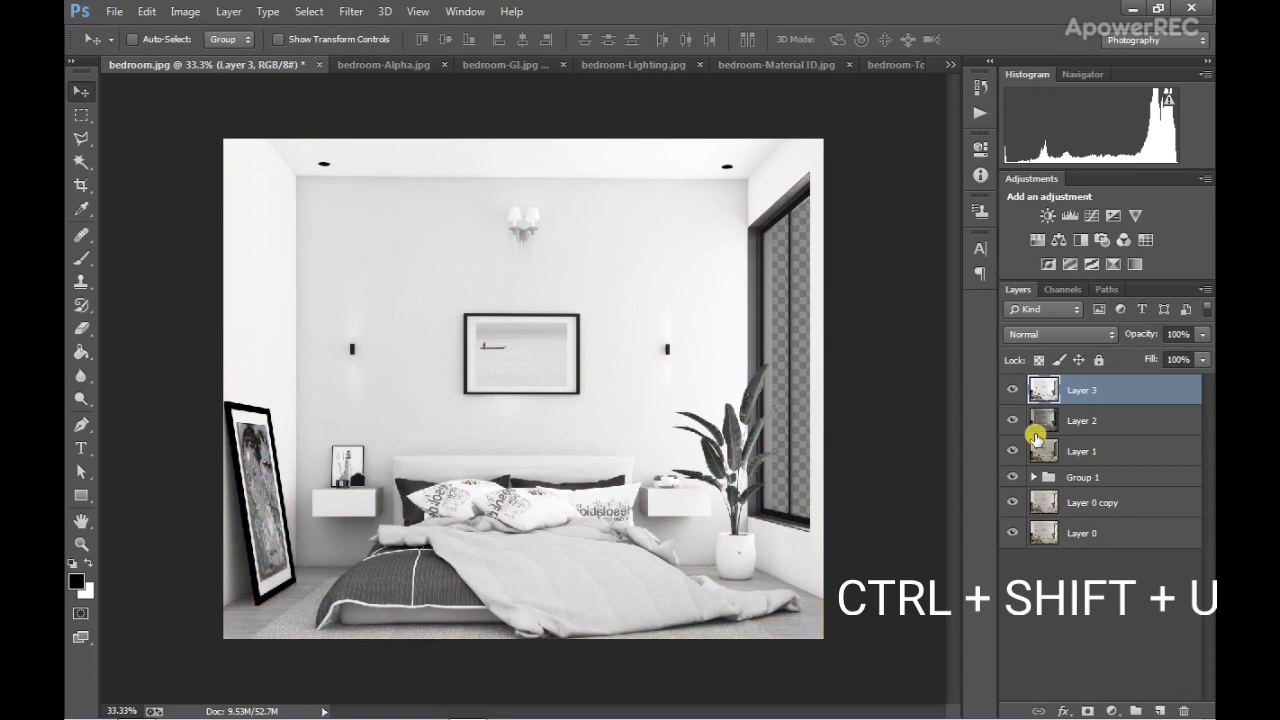 Ps File Edit Image Layer Type Select Filter 3D View Window Help
ApowerREC
Auto-Select: Group Show Transform Controls 3D Mode: Photography
bedroom.jpg @ 33.3% (Layer 3, RGB/8#) * × bedroom-Alpha.jpg × bedroom-GI.jpg ... × bedroom-Lighting.jpg × bedroom-Material ID.jpg × bedroom-To
Histogram Navigator
Adjustments
Add an adjustment
Layers Channels Paths
Kind
Normal Opacity: 100%
Lock: Fill: 100%
Layer 3
Layer 2
Layer 1
Group 1
Layer 0 copy
Layer 0
CTRL + SHIFT + U
33.33% Doc: 9.53M/52.7M